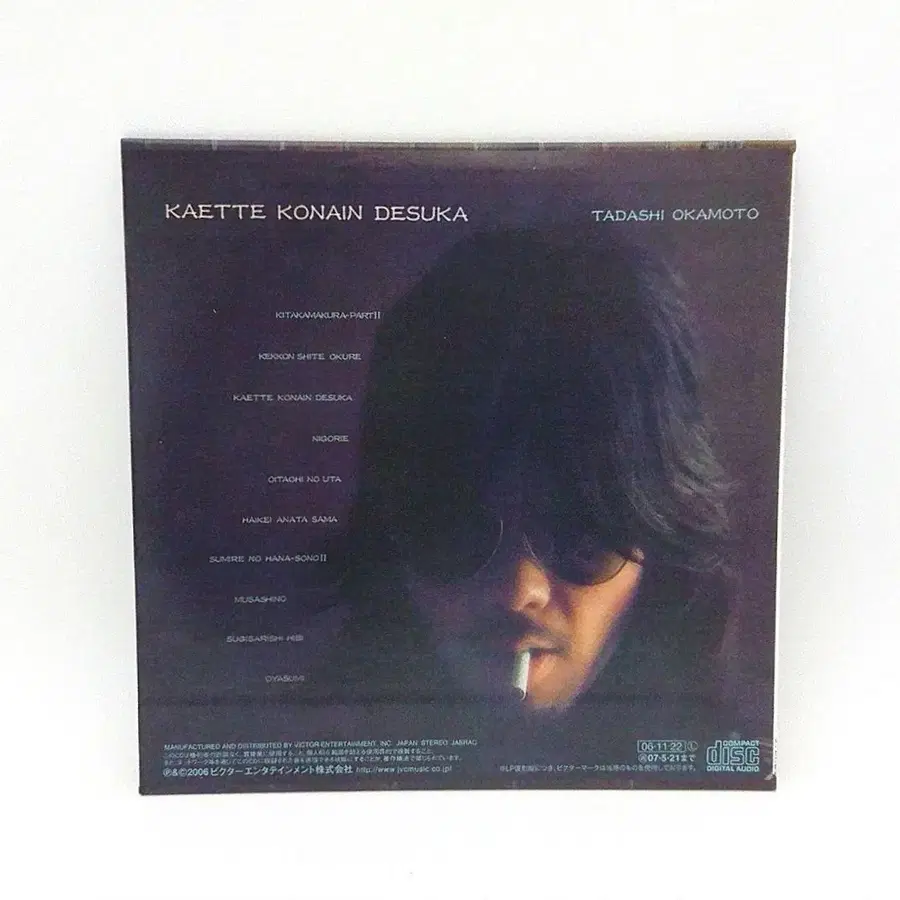 KAETTE KONAIN DESUKA
TADASHI OKAMOTO
KITAKAMAKURA-PARTII
KEKKON SHITE OKURE
KAETTE KONAIN DESUKA
NIGORIE
OITACHI NO UTA
HAIKEI ANATA SAMA
SUMIRE NO HANA-SONOII
MUSASHINO
SUGISARISHI HIBI
OYASUMI
MANUFACTURED AND DISTRIBUTED BY VICTOR ENTERTAINMENT, INC. JAPAN STEREO JASRAC
℗&©2006 ビクターエンタテインメント株式会社 http://www.jvcmusic.co.jp/
06・11・22 Ⓛ
07・5・21まで
COMPACT
disc
DIGITAL AUDIO